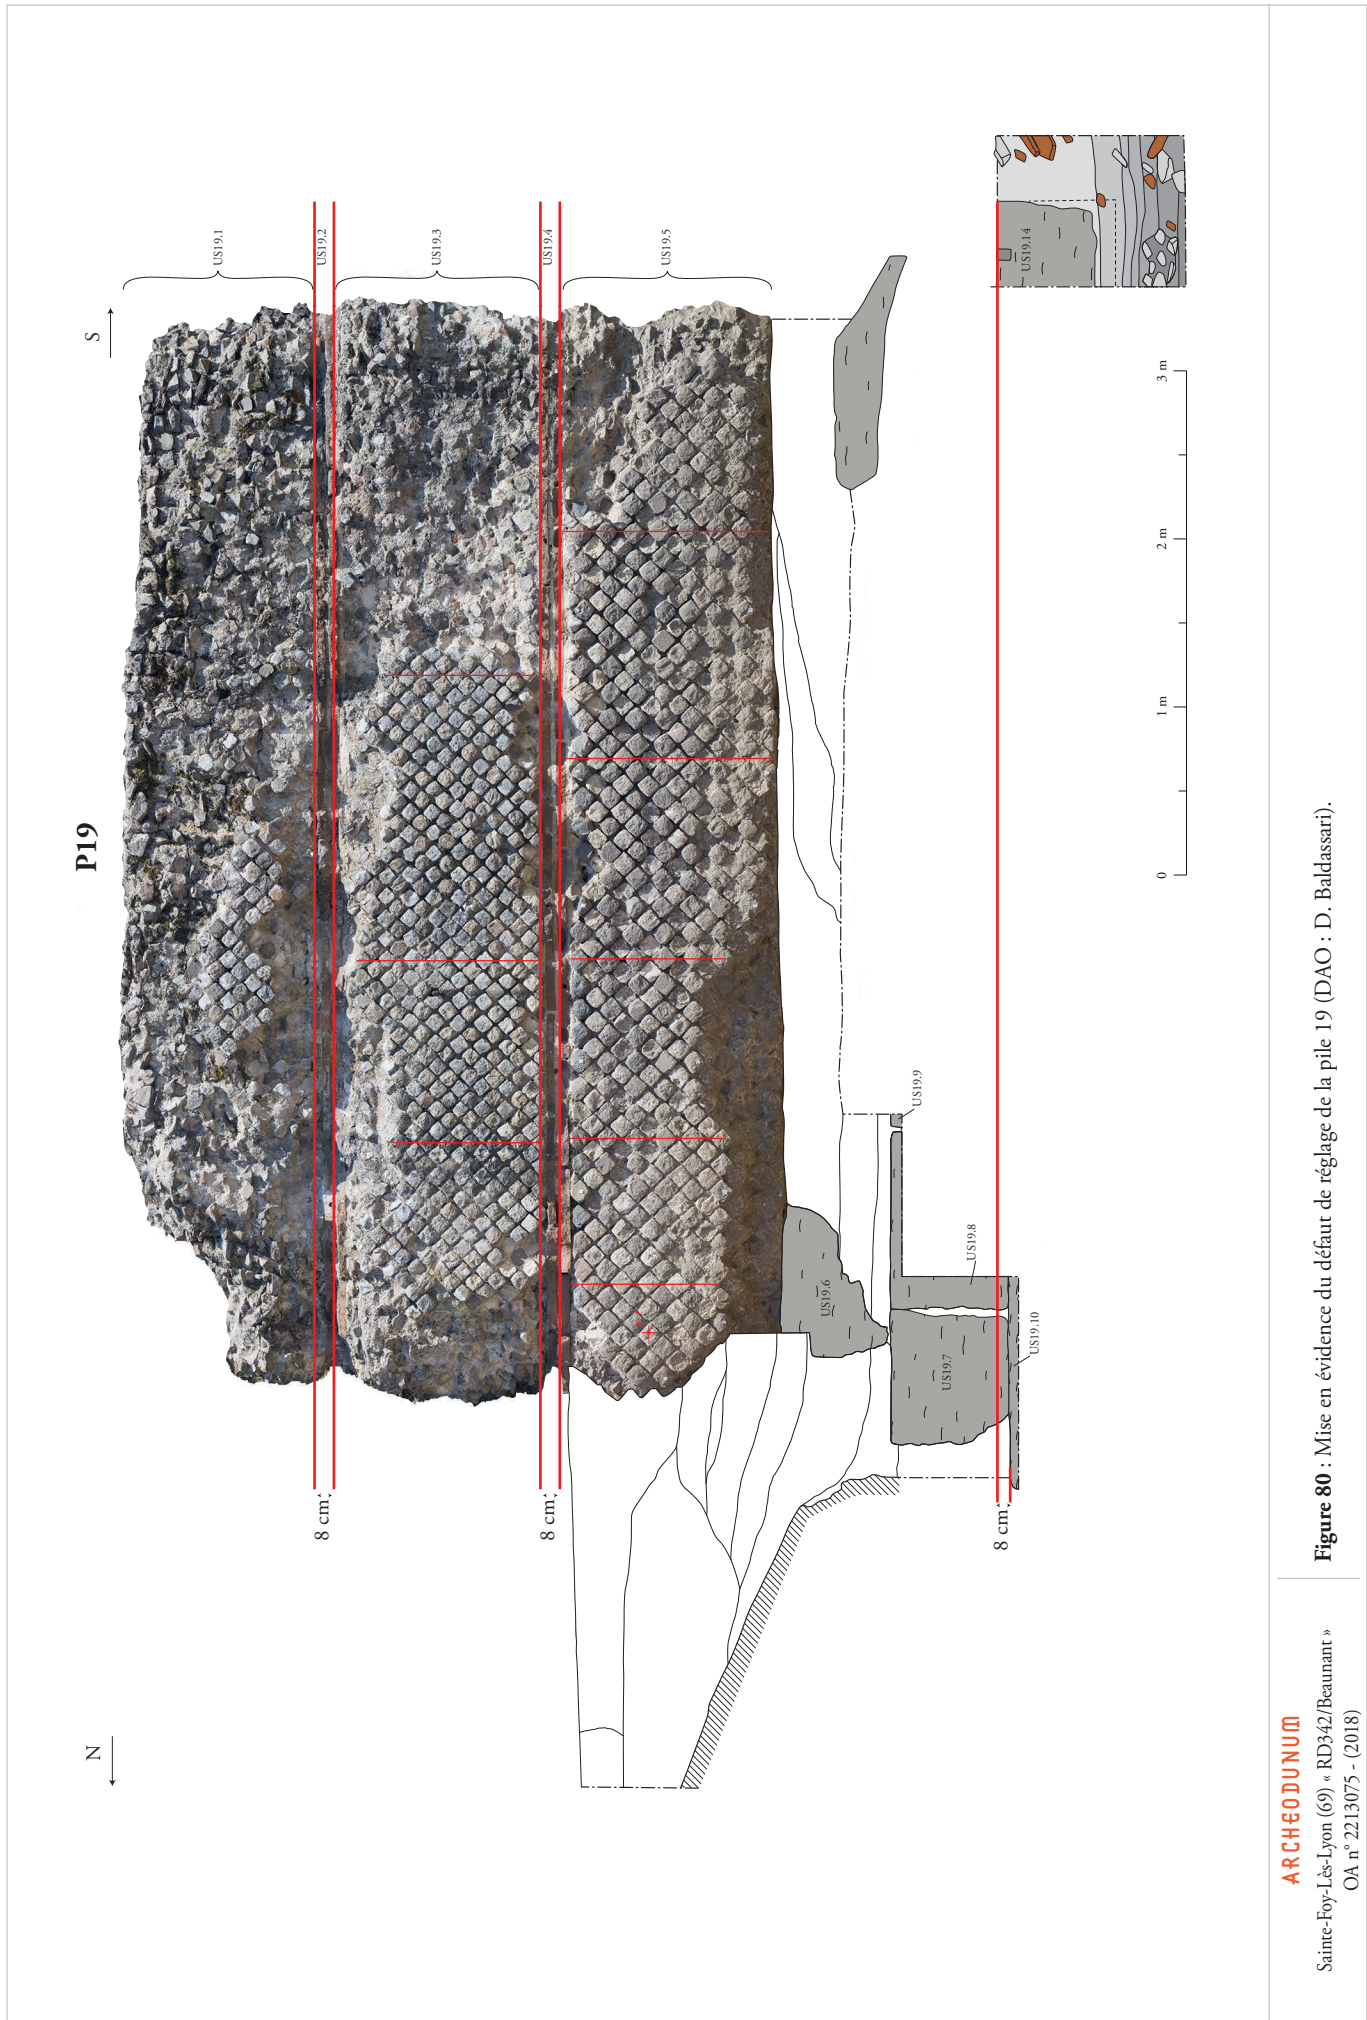 P19
N
S
US19.1
US19.2
US19.3
US19.4
US19.5
8 cm
8 cm
8 cm
US19.6
US19.7
US19.8
US19.9
US19.10
US19.14
0
1 m
2 m
3 m
ARCHEODUNUM
Sainte-Foy-Lès-Lyon (69) « RD342/Beaunant »
OA n° 2213075 - (2018)
Figure 80 : Mise en évidence du défaut de réglage de la pile 19 (DAO : D. Baldassari).